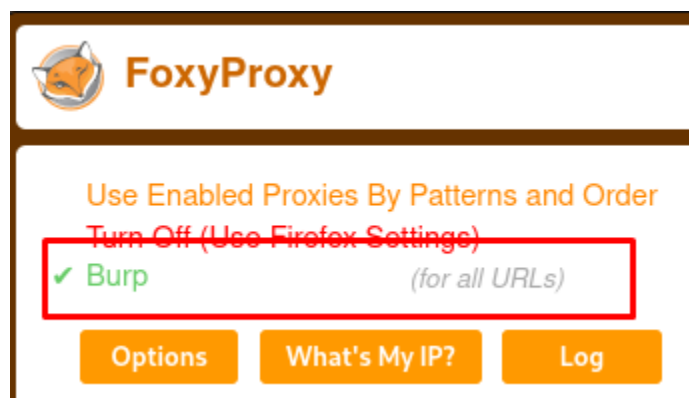 FoxyProxy
Use Enabled Proxies By Patterns and Order
Turn Off (Use Firefox Settings)
✔ Burp (for all URLs)
Options What's My IP? Log